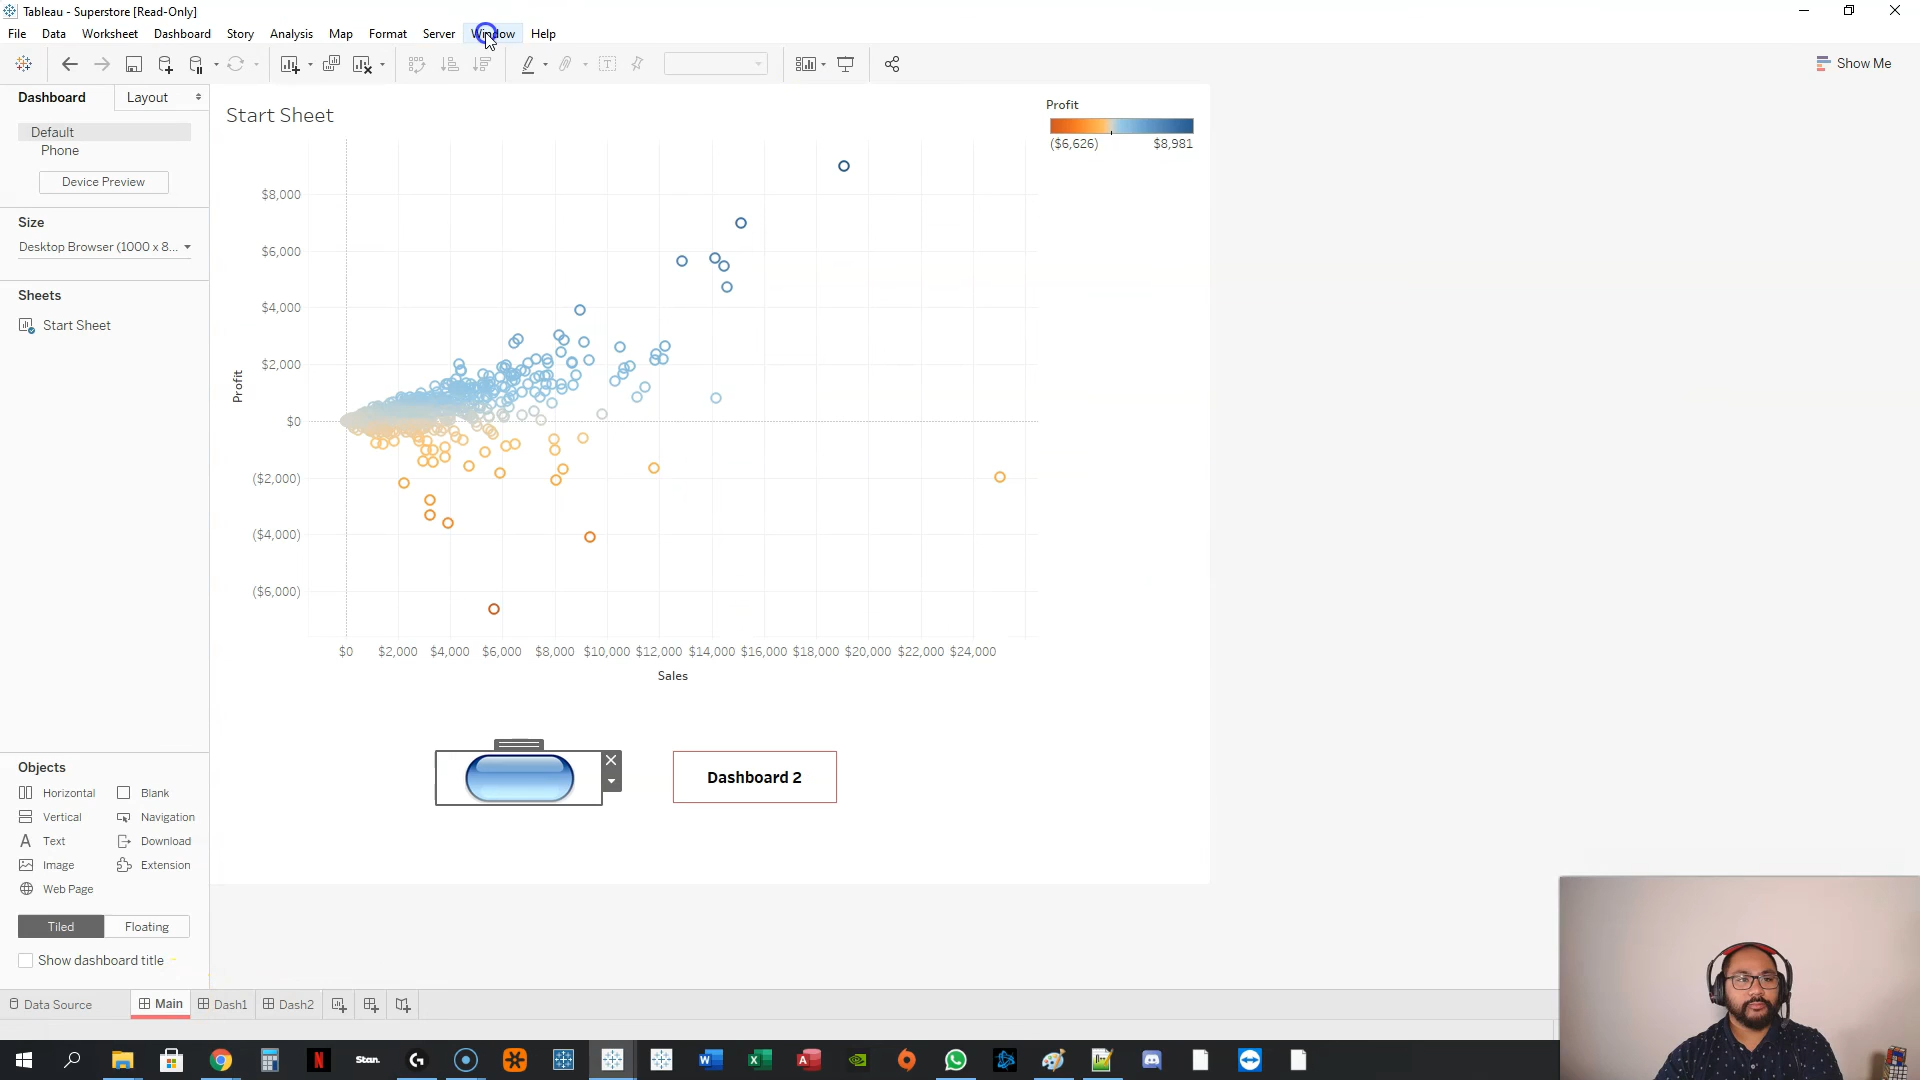 Tableau - Superstore [Read-Only]
File Data Worksheet Dashboard Story Analysis Map Format Server Window Help
Show Me
Dashboard Layout
Default
Phone
Device Preview
Size
Desktop Browser (1000 x 8...
Sheets
Start Sheet
Start Sheet
Profit
($6,626) $8,981
Profit
$8,000
$6,000
$4,000
$2,000
$0
($2,000)
($4,000)
($6,000)
$0 $2,000 $4,000 $6,000 $8,000 $10,000 $12,000 $14,000 $16,000 $18,000 $20,000 $22,000 $24,000
Sales
Dashboard 2
Objects
Horizontal Blank
Vertical Navigation
Text Download
Image Extension
Web Page
Tiled Floating
Show dashboard title
Data Source Main Dash1 Dash2
Stan.